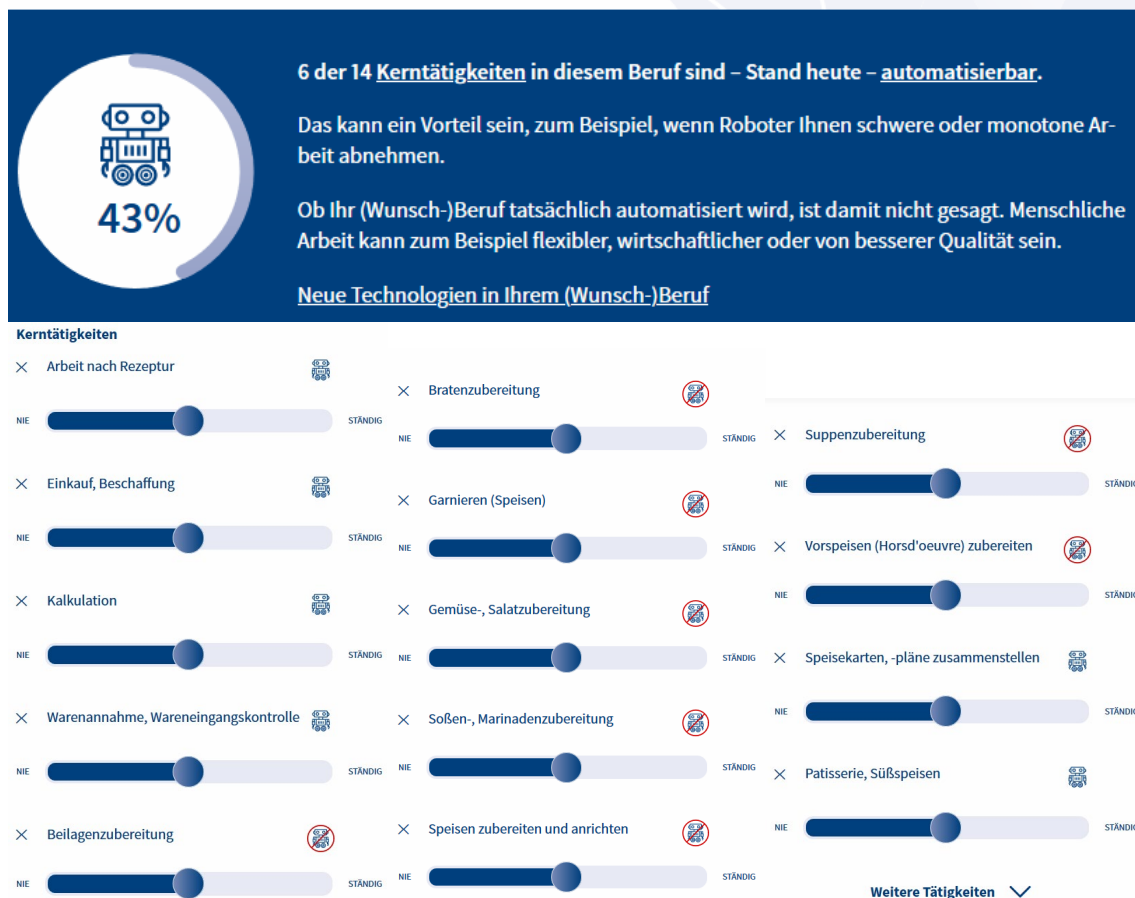 43%
6 der 14 Kerntätigkeiten in diesem Beruf sind – Stand heute – automatisierbar.
Das kann ein Vorteil sein, zum Beispiel, wenn Roboter Ihnen schwere oder monotone Ar-
beit abnehmen.
Ob Ihr (Wunsch-)Beruf tatsächlich automatisiert wird, ist damit nicht gesagt. Menschliche
Arbeit kann zum Beispiel flexibler, wirtschaftlicher oder von besserer Qualität sein.
Neue Technologien in Ihrem (Wunsch-)Beruf
Kerntätigkeiten
Arbeit nach Rezeptur
NIE STÄNDIG
Einkauf, Beschaffung
NIE STÄNDIG
Kalkulation
NIE STÄNDIG
Warenannahme, Wareneingangskontrolle
NIE STÄNDIG
Beilagenzubereitung
NIE STÄNDIG
Bratenzubereitung
NIE STÄNDIG
Garnieren (Speisen)
NIE STÄNDIG
Gemüse-, Salatzubereitung
NIE STÄNDIG
Soßen-, Marinadenzubereitung
NIE STÄNDIG
Speisen zubereiten und anrichten
NIE STÄNDIG
Suppenzubereitung
NIE STÄNDIG
Vorspeisen (Horsd'oeuvre) zubereiten
NIE STÄNDIG
Speisekarten, -pläne zusammenstellen
NIE STÄNDIG
Patisserie, Süßspeisen
NIE STÄNDIG
Weitere Tätigkeiten